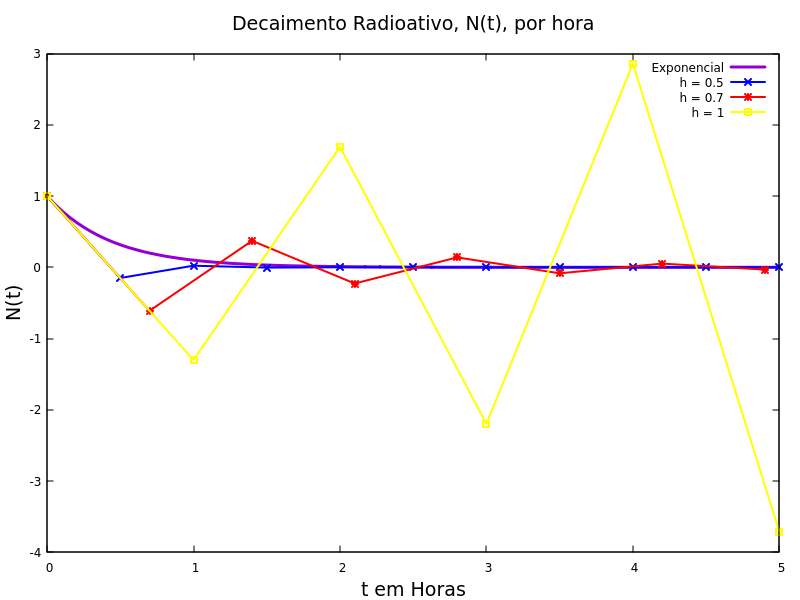 Decaimento Radioativo, N(t), por hora
3
2
1
0
-1
-2
-3
-4
N(t)
Exponencial
h = 0.5
h = 0.7
h = 1
0 1 2 3 4 5
t em Horas